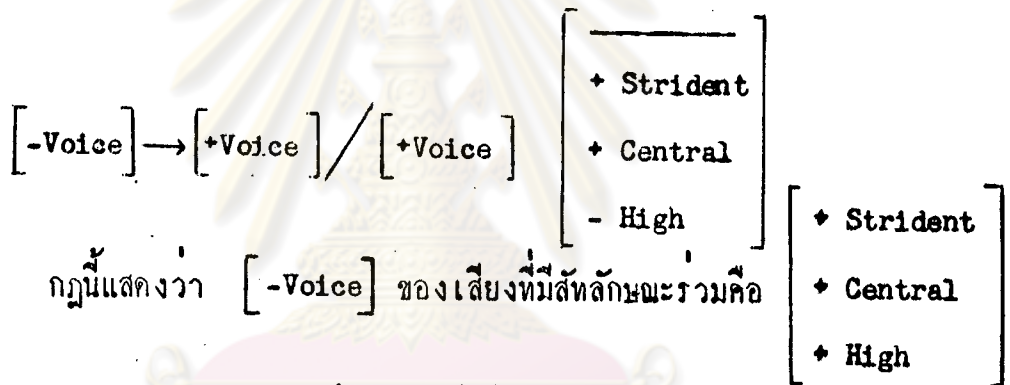 [-Voice] → [+Voice] / [+Voice] [ ____
+ Strident
+ Central
- High ]
กฎนี้แสดงว่า [-Voice] ของเสียงที่มีสัทลักษณะร่วมคือ [ + Strident
+ Central
+ High ]